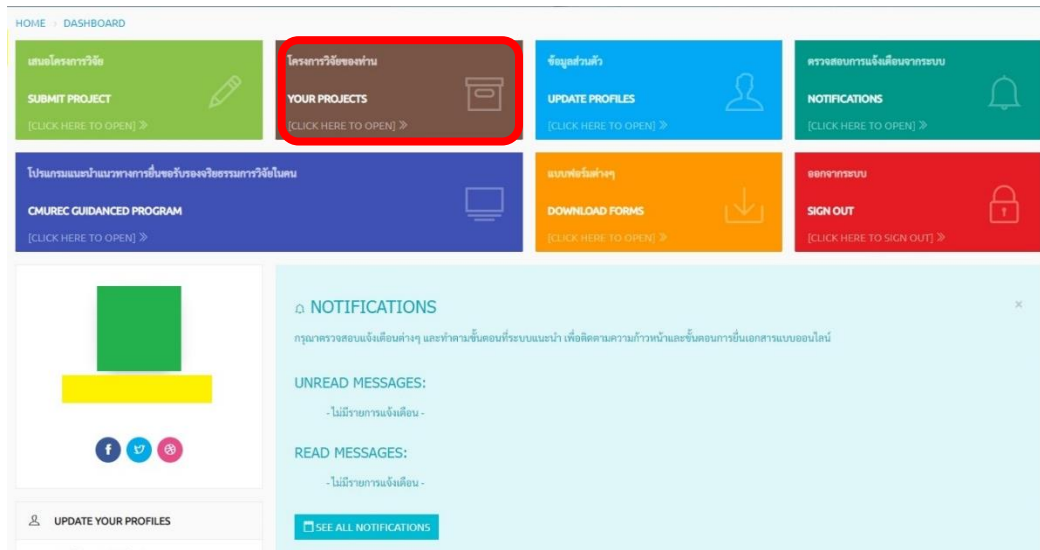 HOME > DASHBOARD
เสนอโครงการวิจัย
SUBMIT PROJECT
[CLICK HERE TO OPEN] »
โครงการวิจัยของท่าน
YOUR PROJECTS
[CLICK HERE TO OPEN] »
ข้อมูลส่วนตัว
UPDATE PROFILES
[CLICK HERE TO OPEN] »
ตรวจสอบการแจ้งเตือนจากระบบ
NOTIFICATIONS
[CLICK HERE TO OPEN] »
โปรแกรมแนะนำแนวทางการยื่นขอรับรองจริยธรรมการวิจัยในคน
CMUREC GUIDANCED PROGRAM
[CLICK HERE TO OPEN] »
แบบฟอร์มต่างๆ
DOWNLOAD FORMS
[CLICK HERE TO OPEN] »
ออกจากระบบ
SIGN OUT
[CLICK HERE TO SIGN OUT] »
NOTIFICATIONS
กรุณาตรวจสอบแจ้งเตือนต่างๆ และทำตามขั้นตอนที่ระบบแนะนำ เพื่อติดตามความก้าวหน้าและขั้นตอนการยื่นเอกสารแบบออนไลน์
UNREAD MESSAGES:
- ไม่มีรายการแจ้งเตือน -
READ MESSAGES:
- ไม่มีรายการแจ้งเตือน -
SEE ALL NOTIFICATIONS
UPDATE YOUR PROFILES